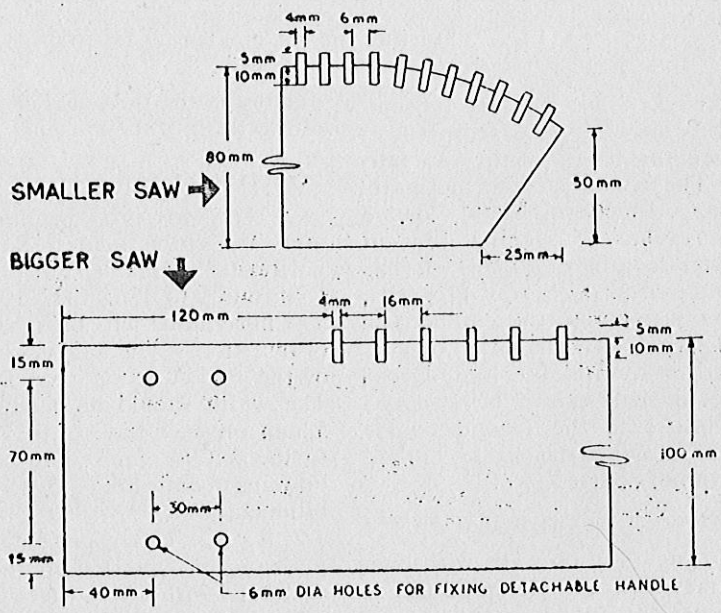 4mm 6mm
5mm
10mm
80mm
50mm
SMALLER SAW
25mm
BIGGER SAW
120mm
4mm, 16mm
5mm
10mm
15mm
70mm
100mm
30mm
15mm
40mm
6mm DIA HOLES FOR FIXING DETACHABLE HANDLE